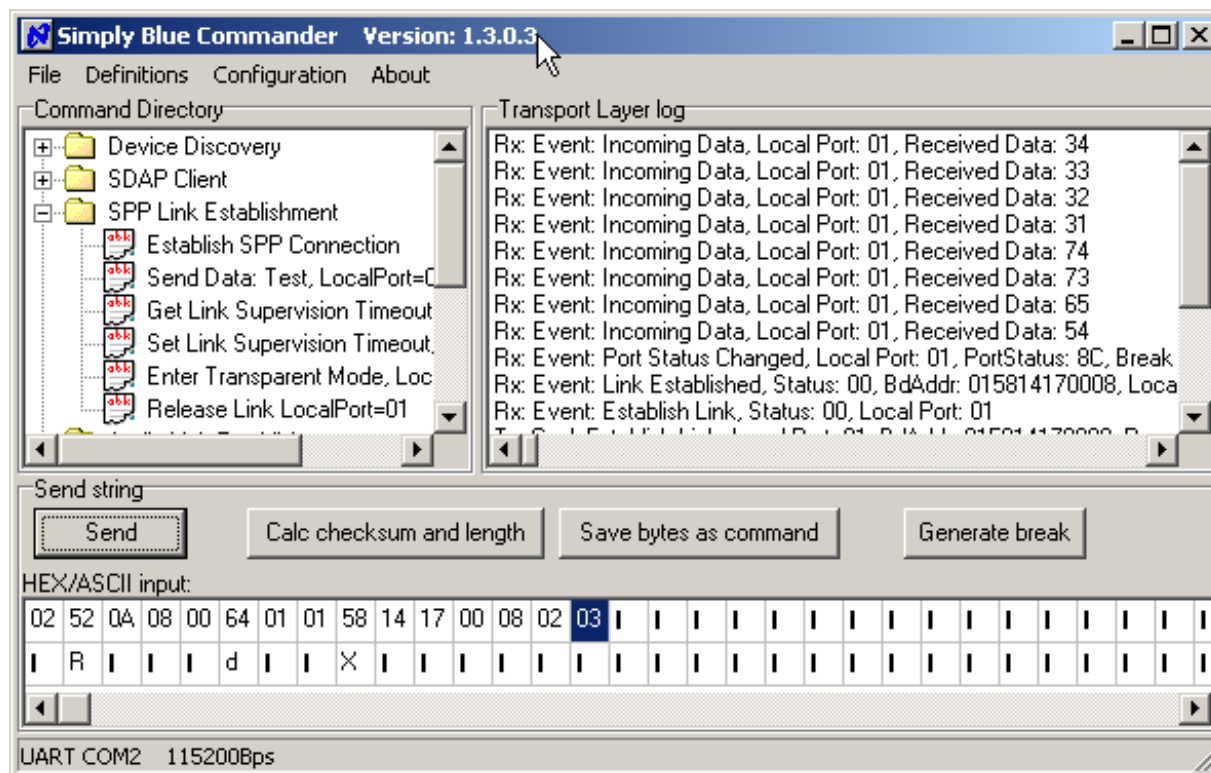 Simply Blue Commander Version: 1.3.0.3
File Definitions Configuration About
Command Directory
Device Discovery
SDAP Client
SPP Link Establishment
Establish SPP Connection
Send Data: Test, LocalPort=
Get Link Supervision Timeout
Set Link Supervision Timeout,
Enter Transparent Mode, Loc
Release Link LocalPort=01
Transport Layer log
Rx: Event: Incoming Data, Local Port: 01, Received Data: 34
Rx: Event: Incoming Data, Local Port: 01, Received Data: 33
Rx: Event: Incoming Data, Local Port: 01, Received Data: 32
Rx: Event: Incoming Data, Local Port: 01, Received Data: 31
Rx: Event: Incoming Data, Local Port: 01, Received Data: 74
Rx: Event: Incoming Data, Local Port: 01, Received Data: 73
Rx: Event: Incoming Data, Local Port: 01, Received Data: 65
Rx: Event: Incoming Data, Local Port: 01, Received Data: 54
Rx: Event: Port Status Changed, Local Port: 01, PortStatus: 8C, Break
Rx: Event: Link Established, Status: 00, BdAddr: 015814170008, Loca
Rx: Event: Establish Link, Status: 00, Local Port: 01
Send string
Send Calc checksum and length Save bytes as command Generate break
HEX/ASCII input:
02 52 0A 08 00 64 01 01 58 14 17 00 08 02 03
R d X
UART COM2 115200Bps